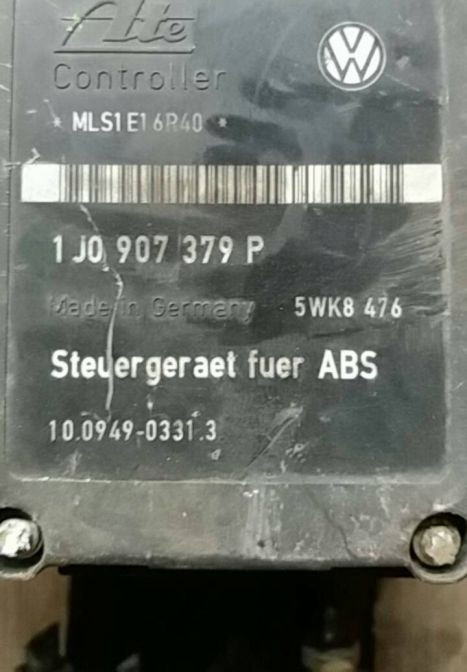 Ate
Controller
* MLS1E16R40 *
1J0 907 379 P
Made in Germany 5WK8 476
Steuergeraet fuer ABS
10.0949-0331.3